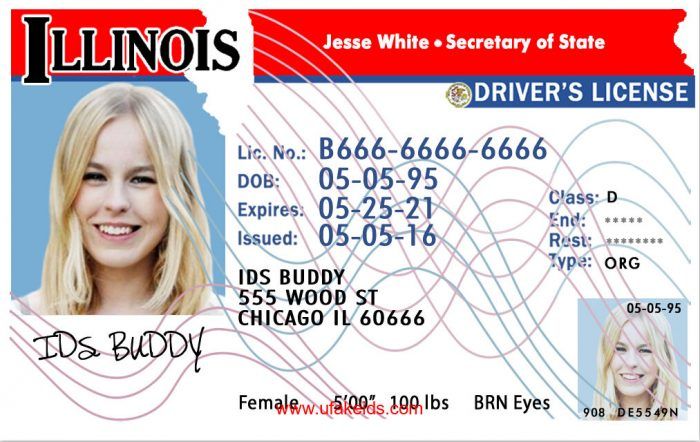 ILLINOIS
Jesse White • Secretary of State
DRIVER'S LICENSE
Lic. No.: B666-6666-6666
DOB: 05-05-95
Expires: 05-25-21
Issued: 05-05-16
Class: D
End: *****
Rest: ********
Type: ORG
IDS BUDDY
555 WOOD ST
CHICAGO IL 60666
05-05-95
IDs BUDDY
Female 5'00" 100 lbs BRN Eyes
www.ufakeids.com
908 DE5549N